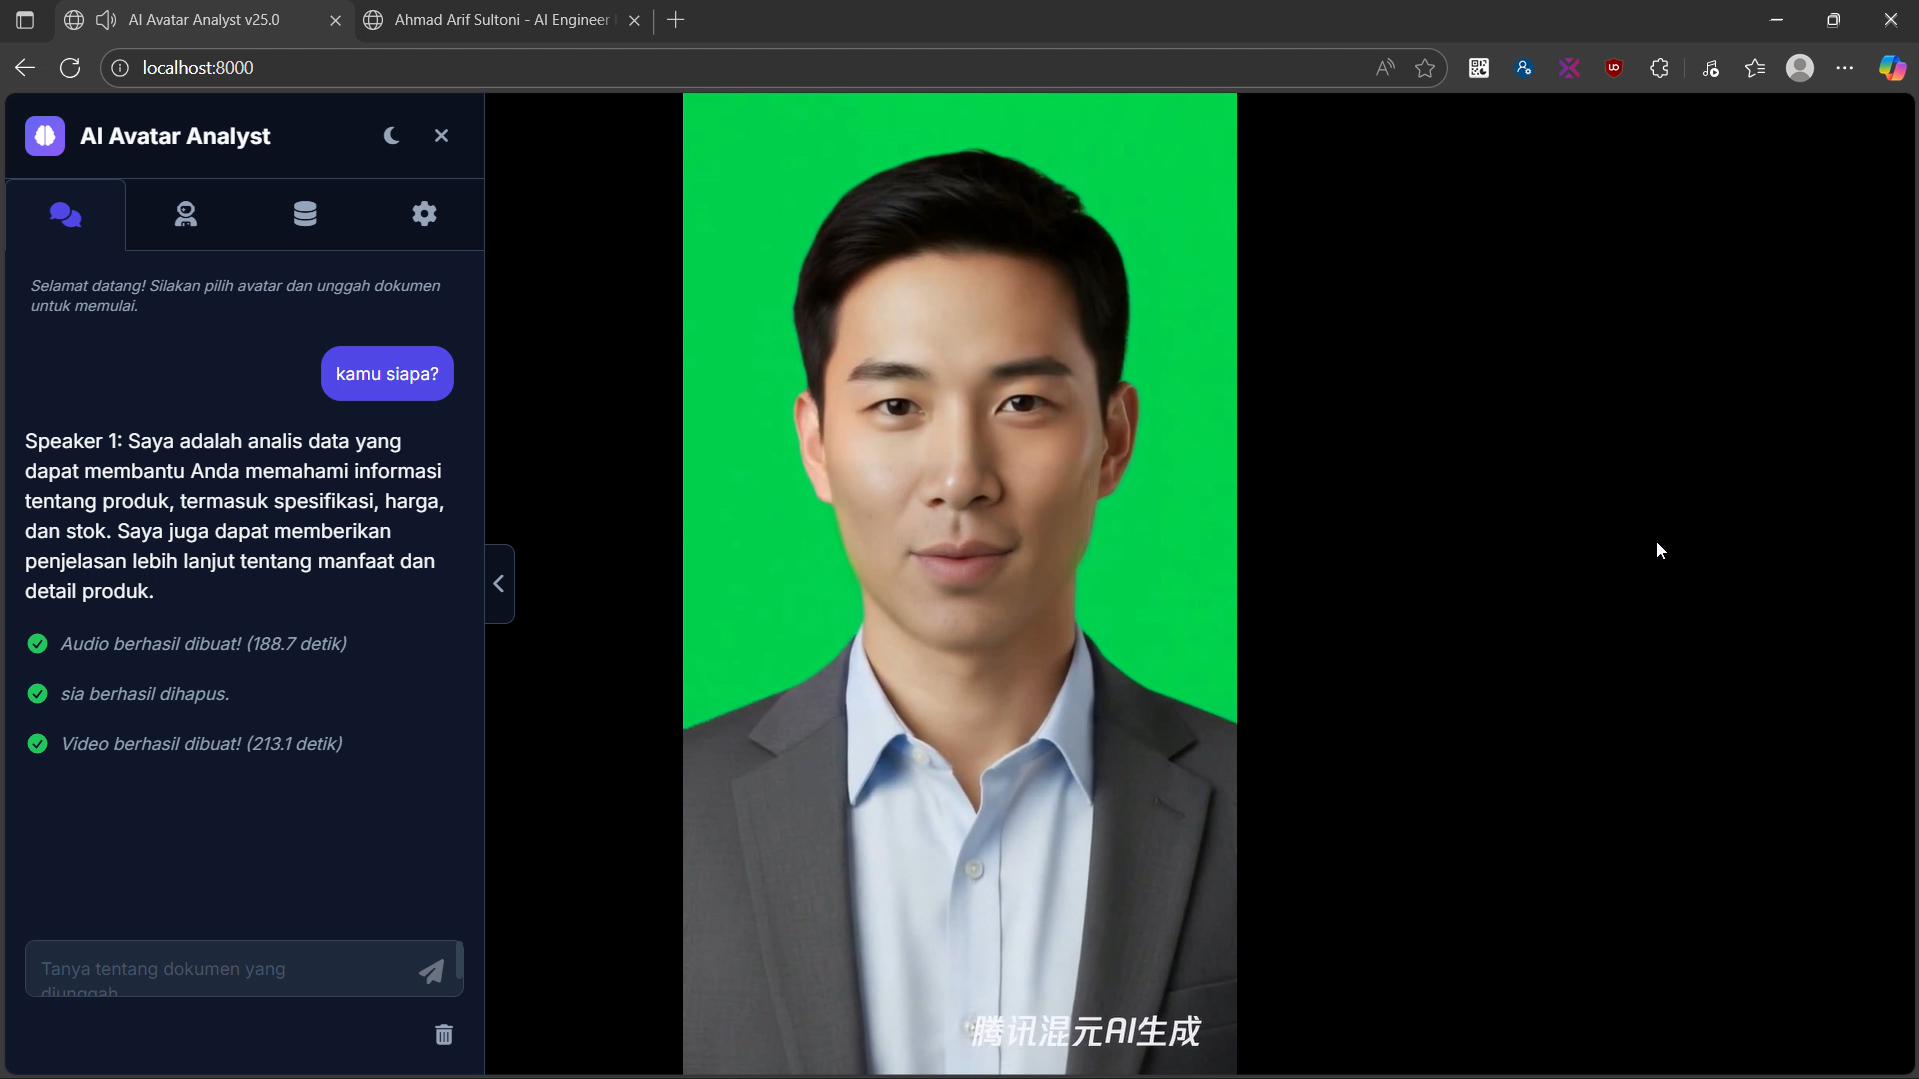 AI Avatar Analyst v25.0
Ahmad Arif Sultoni - AI Engineer
localhost:8000
AI Avatar Analyst
Selamat datang! Silakan pilih avatar dan unggah dokumen
untuk memulai.
kamu siapa?
Speaker 1: Saya adalah analis data yang
dapat membantu Anda memahami informasi
tentang produk, termasuk spesifikasi, harga,
dan stok. Saya juga dapat memberikan
penjelasan lebih lanjut tentang manfaat dan
detail produk.
Audio berhasil dibuat! (188.7 detik)
sia berhasil dihapus.
Video berhasil dibuat! (213.1 detik)
Tanya tentang dokumen yang
diunggah
腾讯混元AI生成